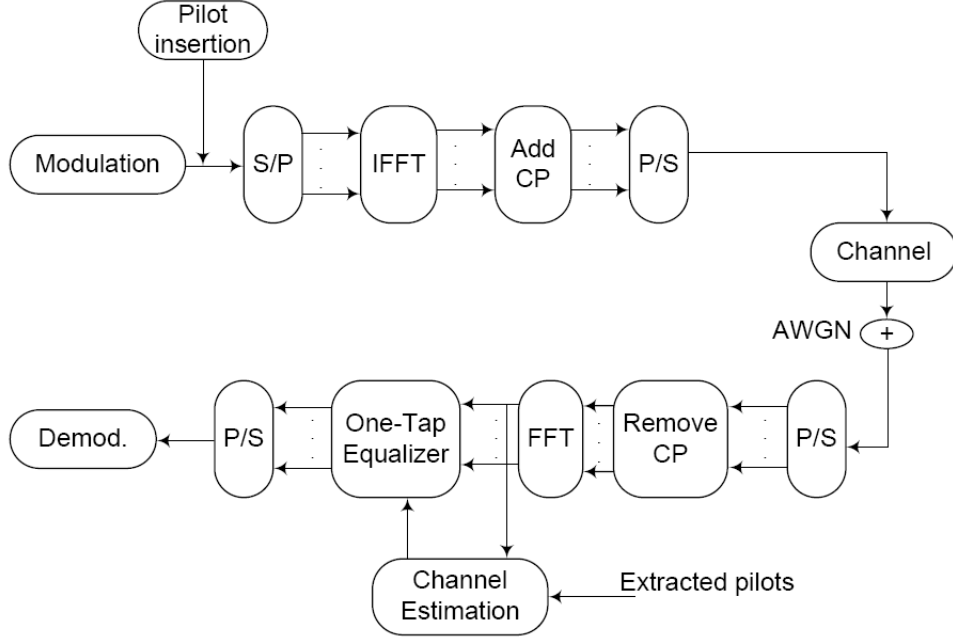 Pilot
insertion
Modulation
S/P
IFFT
Add
CP
P/S
Channel
AWGN
+
P/S
Remove
CP
FFT
One-Tap
Equalizer
P/S
Demod.
Channel
Estimation
Extracted pilots